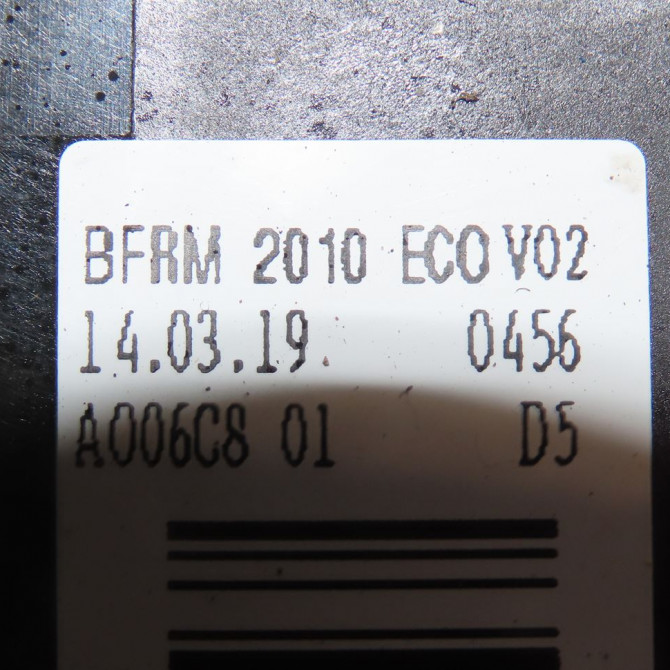 BFRM 2010 ECO V02
14.03.19 0456
A006C8 01 D5